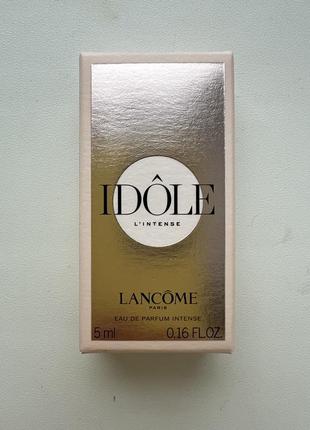 IDÔLE
L'INTENSE
LANCÔME
PARIS
EAU DE PARFUM INTENSE
5 ml 0.16 FL.OZ.